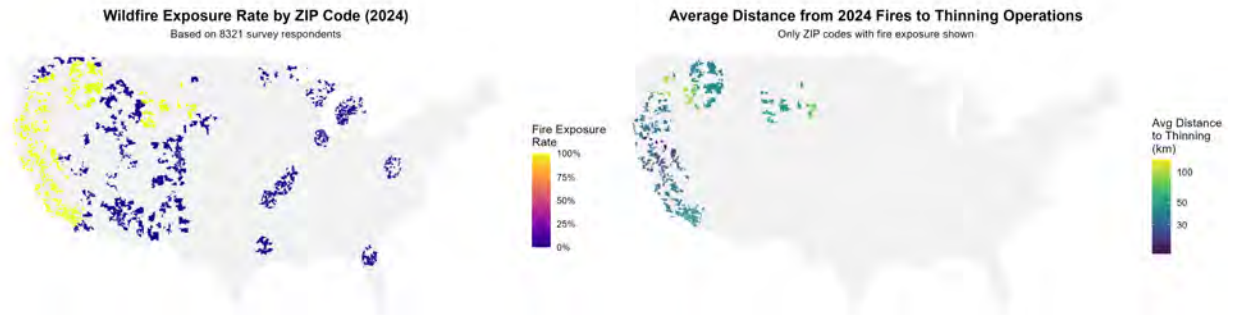 Wildfire Exposure Rate by ZIP Code (2024)
Based on 8321 survey respondents
Fire Exposure
Rate
100%
75%
50%
25%
0%
Average Distance from 2024 Fires to Thinning Operations
Only ZIP codes with fire exposure shown
Avg Distance
to Thinning
(km)
100
50
30